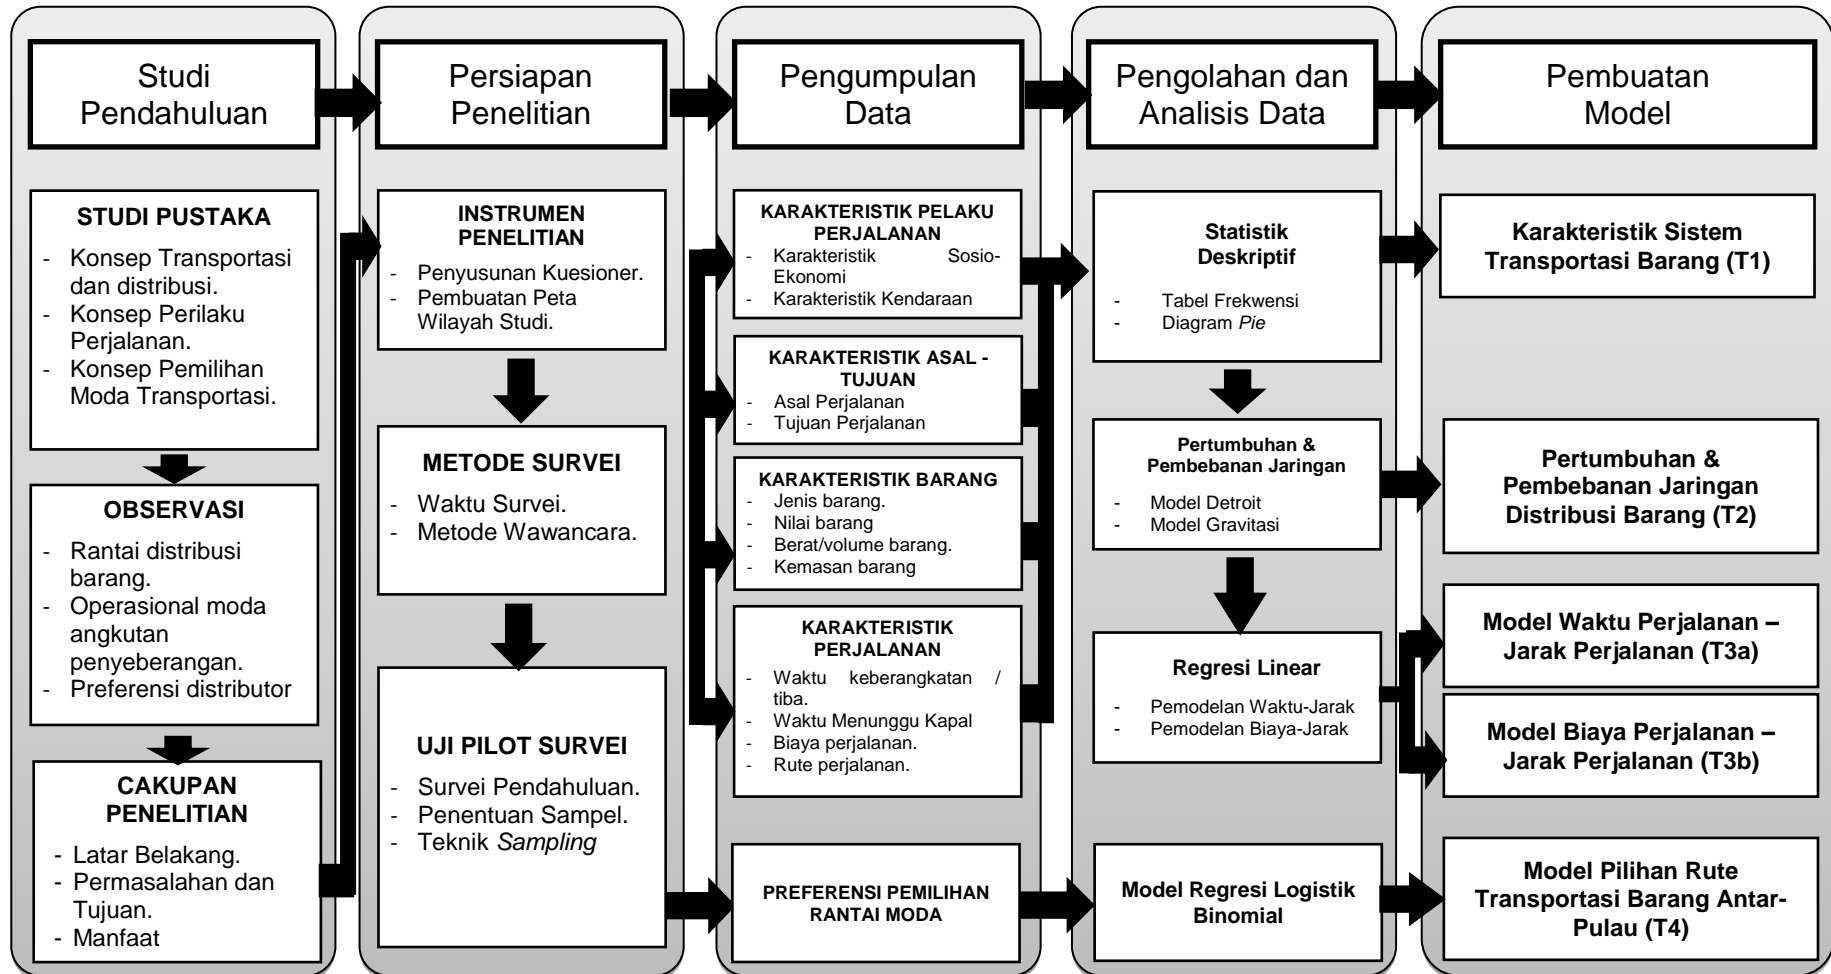 Studi
Pendahuluan
STUDI PUSTAKA
- Konsep Transportasi
dan distribusi.
- Konsep Perilaku
Perjalanan.
- Konsep Pemilihan
Moda Transportasi.
OBSERVASI
- Rantai distribusi
barang.
- Operasional moda
angkutan
penyeberangan.
- Preferensi distributor
CAKUPAN
PENELITIAN
- Latar Belakang.
- Permasalahan dan
Tujuan.
- Manfaat
Persiapan
Penelitian
INSTRUMEN
PENELITIAN
- Penyusunan Kuesioner.
- Pembuatan Peta
Wilayah Studi.
METODE SURVEI
- Waktu Survei.
- Metode Wawancara.
UJI PILOT SURVEI
- Survei Pendahuluan.
- Penentuan Sampel.
- Teknik Sampling
Pengumpulan
Data
KARAKTERISTIK PELAKU
PERJALANAN
- Karakteristik Sosio-
Ekonomi
- Karakteristik Kendaraan
KARAKTERISTIK ASAL -
TUJUAN
- Asal Perjalanan
- Tujuan Perjalanan
KARAKTERISTIK BARANG
- Jenis barang.
- Nilai barang
- Berat/volume barang.
- Kemasan barang
KARAKTERISTIK
PERJALANAN
- Waktu keberangkatan /
tiba.
- Waktu Menunggu Kapal
- Biaya perjalanan.
- Rute perjalanan.
PREFERENSI PEMILIHAN
RANTAI MODA
Pengolahan dan
Analisis Data
Statistik
Deskriptif
- Tabel Frekwensi
- Diagram Pie
Pertumbuhan &
Pembebanan Jaringan
- Model Detroit
- Model Gravitasi
Regresi Linear
- Pemodelan Waktu-Jarak
- Pemodelan Biaya-Jarak
Model Regresi Logistik
Binomial
Pembuatan
Model
Karakteristik Sistem
Transportasi Barang (T1)
Pertumbuhan &
Pembebanan Jaringan
Distribusi Barang (T2)
Model Waktu Perjalanan –
Jarak Perjalanan (T3a)
Model Biaya Perjalanan –
Jarak Perjalanan (T3b)
Model Pilihan Rute
Transportasi Barang Antar-
Pulau (T4)